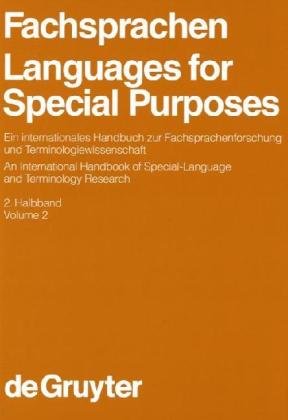 Fachsprachen
Languages for
Special Purposes
Ein internationales Handbuch zur Fachsprachenforschung
und Terminologiewissenschaft
An International Handbook of Special-Language
and Terminology Research
2. Halbband
Volume 2
de Gruyter